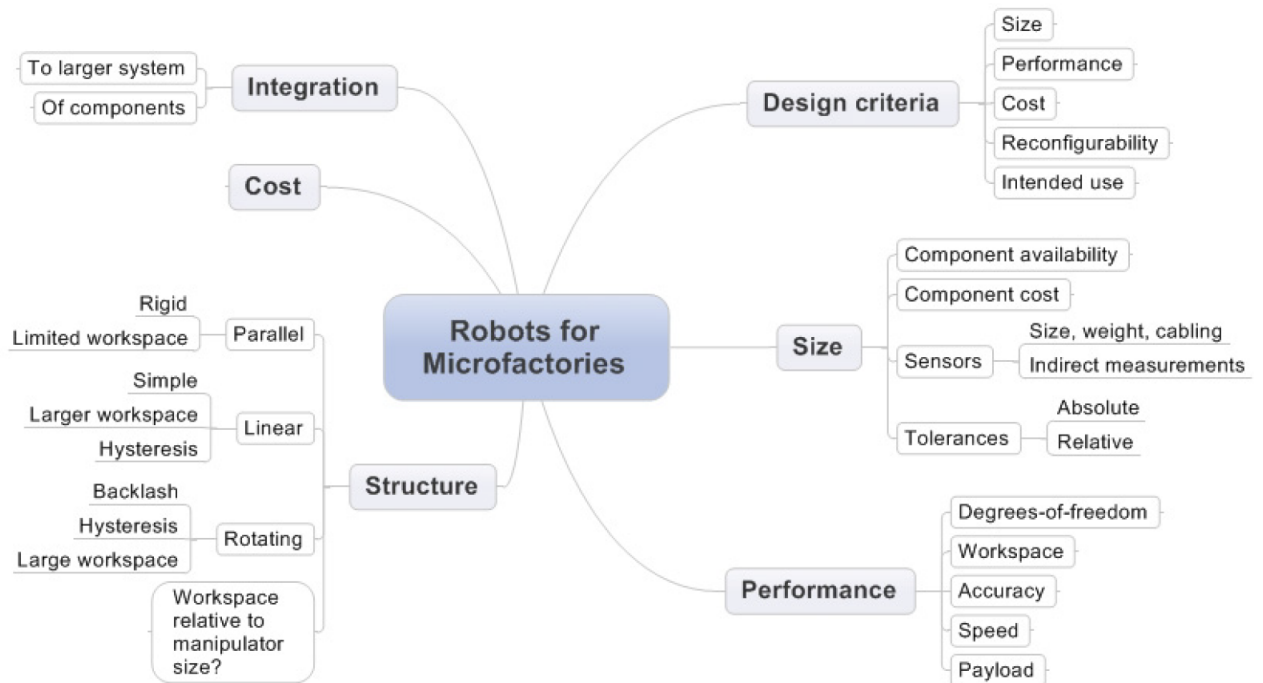 Robots for
Microfactories
Integration
To larger system
Of components
Cost
Structure
Parallel
Rigid
Limited workspace
Linear
Simple
Larger workspace
Hysteresis
Rotating
Backlash
Hysteresis
Large workspace
Workspace
relative to
manipulator
size?
Design criteria
Size
Performance
Cost
Reconfigurability
Intended use
Size
Component availability
Component cost
Sensors
Size, weight, cabling
Indirect measurements
Tolerances
Absolute
Relative
Performance
Degrees-of-freedom
Workspace
Accuracy
Speed
Payload